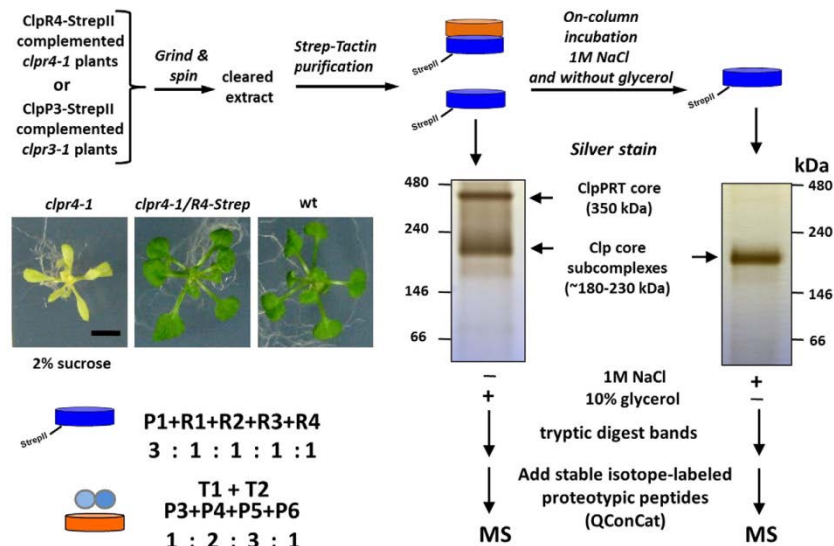 ClpR4-StrepII
complemented
clpr4-1 plants
or
ClpP3-StrepII
complemented
clpr3-1 plants
Grind &
spin
cleared
extract
Strep-Tactin
purification
StrepII
StrepII
On-column
incubation
1M NaCl
and without glycerol
StrepII
Silver stain
kDa
480
240
146
66
ClpPRT core
(350 kDa)
Clp core
subcomplexes
(~180-230 kDa)
480
240
146
66
clpr4-1
clpr4-1/R4-Strep
wt
2% sucrose
StrepII
P1+R1+R2+R3+R4
3 : 1 : 1 : 1 : 1
T1 + T2
P3+P4+P5+P6
1 : 2 : 3 : 1
– 1M NaCl +
+ 10% glycerol –
tryptic digest bands
Add stable isotope-labeled
proteotypic peptides
(QConCat)
MS
MS